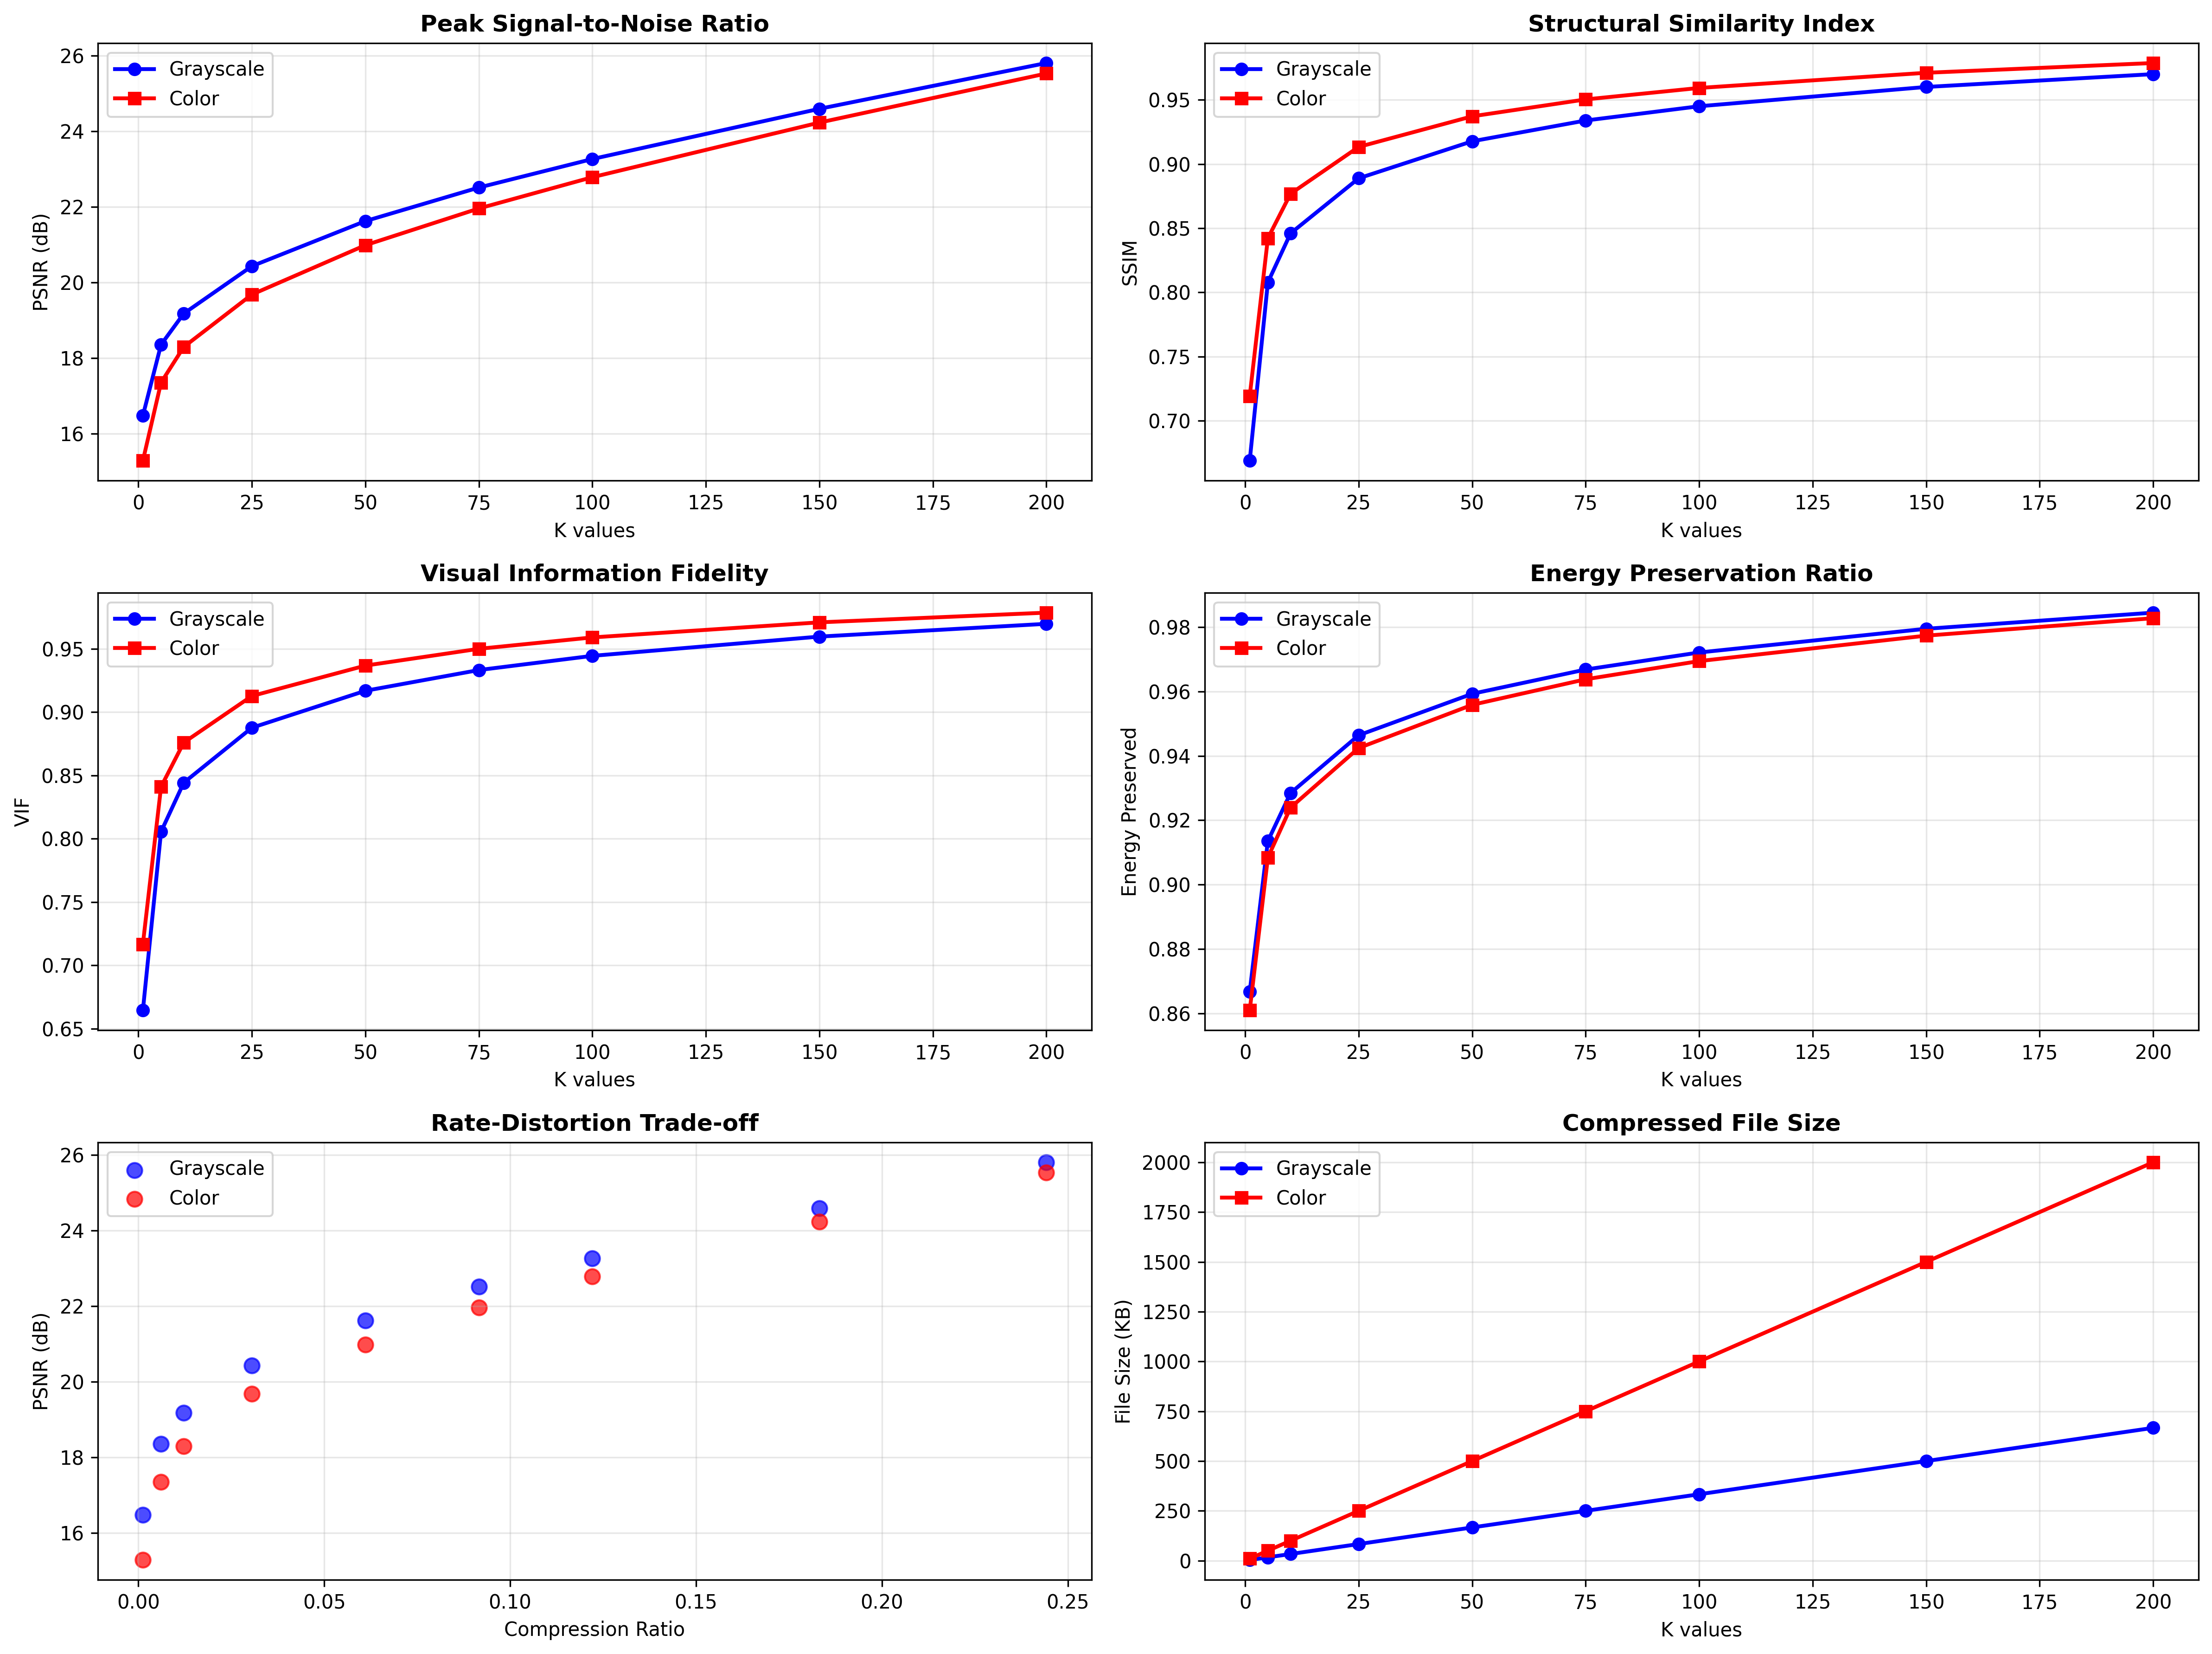 Peak Signal-to-Noise Ratio
Grayscale
Color
26
24
22
20
18
16
PSNR (dB)
0 25 50 75 100 125 150 175 200
K values
Structural Similarity Index
Grayscale
Color
0.95
0.90
0.85
0.80
0.75
0.70
SSIM
0 25 50 75 100 125 150 175 200
K values
Visual Information Fidelity
Grayscale
Color
0.95
0.90
0.85
0.80
0.75
0.70
0.65
VIF
0 25 50 75 100 125 150 175 200
K values
Energy Preservation Ratio
Grayscale
Color
0.98
0.96
0.94
0.92
0.90
0.88
0.86
Energy Preserved
0 25 50 75 100 125 150 175 200
K values
Rate-Distortion Trade-off
Grayscale
Color
26
24
22
20
18
16
PSNR (dB)
0.00 0.05 0.10 0.15 0.20 0.25
Compression Ratio
Compressed File Size
Grayscale
Color
2000
1750
1500
1250
1000
750
500
250
0
File Size (KB)
0 25 50 75 100 125 150 175 200
K values